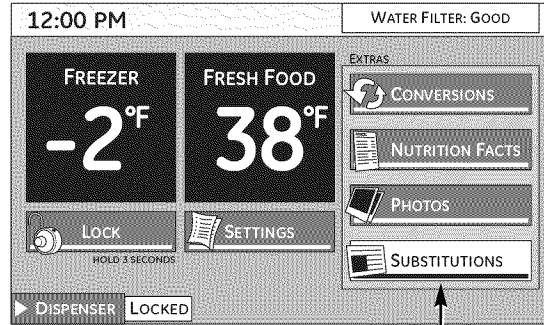 12:00 PM
WATER FILTER: GOOD
FREEZER
-2°F
FRESH FOOD
38°F
EXTRAS
CONVERSIONS
NUTRITION FACTS
PHOTOS
SUBSTITUTIONS
LOCK
HOLD 3 SECONDS
SETTINGS
DISPENSER LOCKED